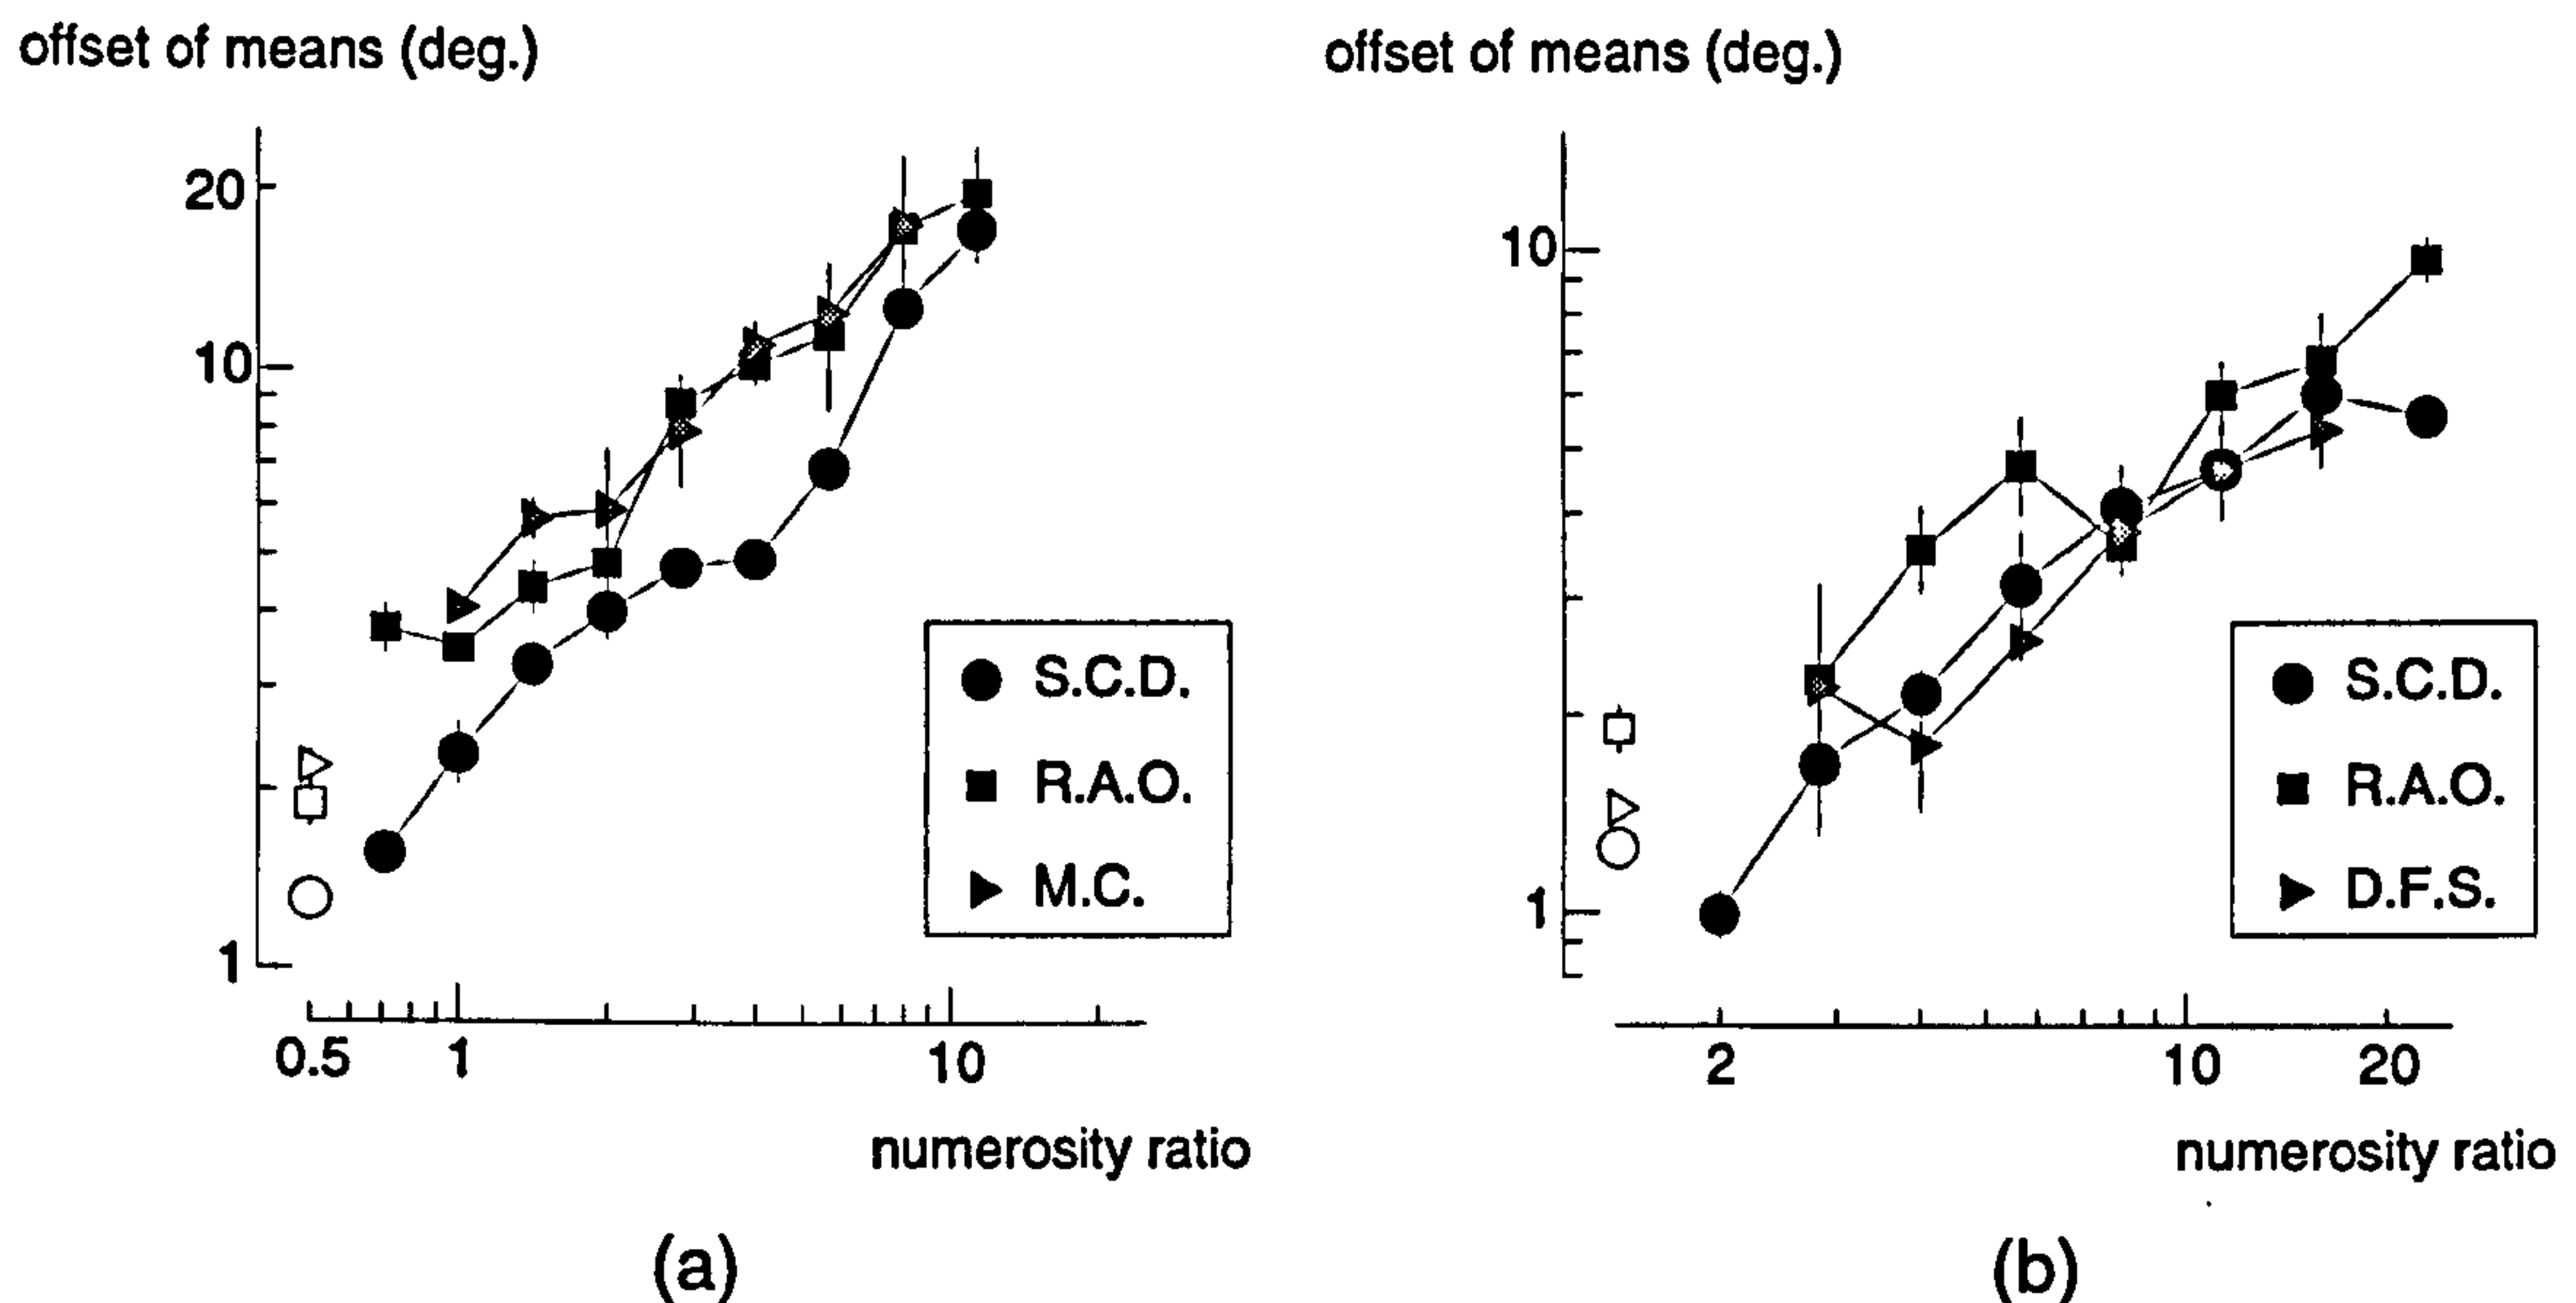 offset of means (deg.)
20
10
1
0.5 1 10
numerosity ratio
S.C.D.
R.A.O.
M.C.
(a)
offset of means (deg.)
10
1
2 10 20
numerosity ratio
S.C.D.
R.A.O.
D.F.S.
(b)